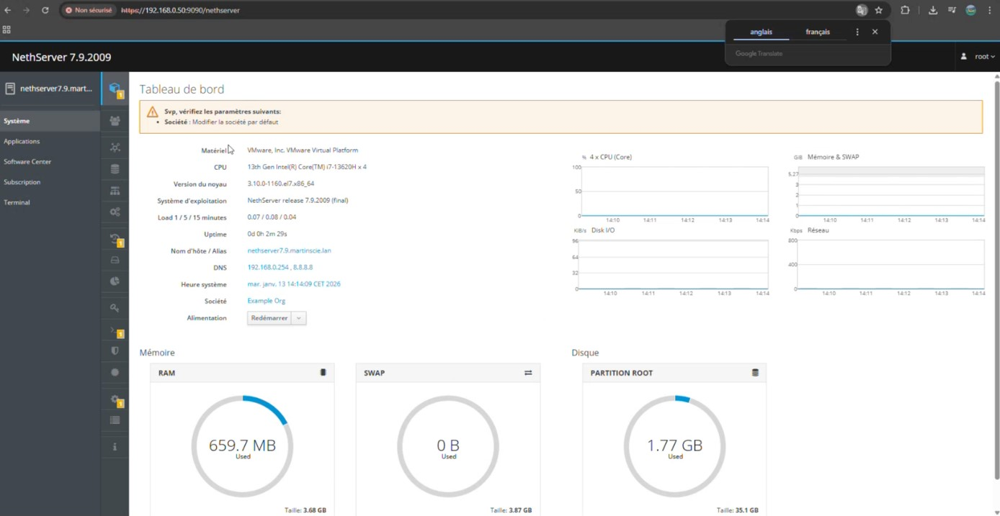 Non sécurisé https://192.168.0.50:9090/nethserver
anglais français
Google Translate
NethServer 7.9.2009
root
nethserver7.9.mart...
1
Système
Applications
Software Center
Subscription
Terminal
1
1
1
Tableau de bord
Svp, vérifiez les paramètres suivants:
• Société : Modifier la société par défaut
Matériel VMware, Inc. VMware Virtual Platform
CPU 13th Gen Intel(R) Core(TM) i7-13620H x 4
Version du noyau 3.10.0-1160.el7.x86_64
Système d'exploitation NethServer release 7.9.2009 (final)
Load 1 / 5 / 15 minutes 0.07 / 0.08 / 0.04
Uptime 0d 0h 2m 29s
Nom d'hôte / Alias nethserver7.9.martinscie.lan
DNS 192.168.0.254 , 8.8.8.8
Heure système mar. janv. 13 14:14:09 CET 2026
Société Example Org
Alimentation Redémarrer
% 4 x CPU (Core)
100
50
0
14:10 14:11 14:12 14:13 14:14
GiB Mémoire & SWAP
5.27
3
2
1
0
14:10 14:11 14:12 14:13 14:14
KiB/s Disk I/O
96
64
32
0
14:10 14:11 14:12 14:13 14:14
Kbps Réseau
800
400
0
14:10 14:11 14:12 14:13 14:14
Mémoire
RAM
659.7 MB
Used
Taille: 3.68 GB
SWAP
0 B
Used
Taille: 3.87 GB
Disque
PARTITION ROOT
1.77 GB
Used
Taille: 35.1 GB